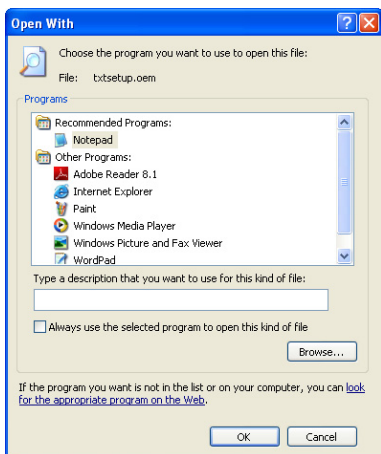 Open With
Choose the program you want to use to open this file:
File: txtsetup.oem
Programs
Recommended Programs:
Notepad
Other Programs:
Adobe Reader 8.1
Internet Explorer
Paint
Windows Media Player
Windows Picture and Fax Viewer
WordPad
Type a description that you want to use for this kind of file:
Always use the selected program to open this kind of file
Browse...
If the program you want is not in the list or on your computer, you can look
for the appropriate program on the Web.
OK Cancel